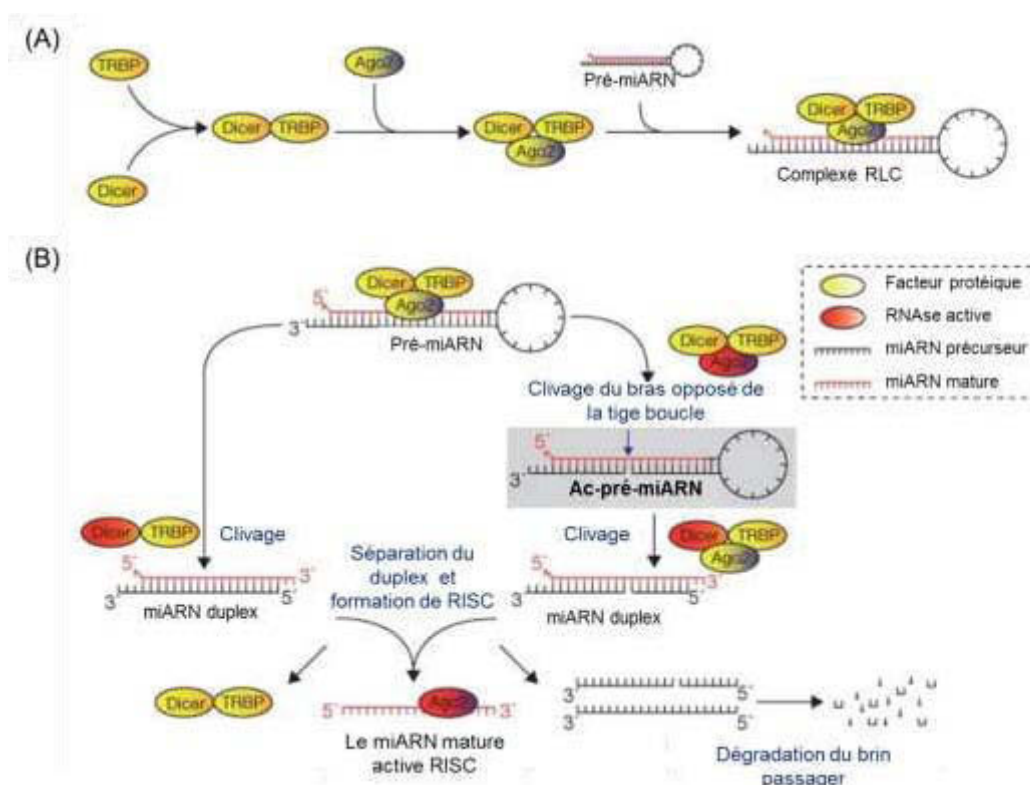 (A)
TRBP
Dicer
Dicer TRBP
Ago2
Dicer TRBP
Ago2
Pré-miARN
Dicer TRBP
Ago2
Complexe RLC
(B)
Dicer TRBP
Ago2
5´
3´
Pré-miARN
Facteur protéique
RNAse active
miARN précurseur
miARN mature
Dicer TRBP
Ago2
Clivage du bras opposé de
la tige boucle
5´
3´
Ac-pré-miARN
Dicer TRBP
Clivage
5´ 3´
3´ 5´
miARN duplex
Séparation du
duplex et
formation de RISC
Clivage
Dicer TRBP
Ago2
5´ 3´
3´ 5´
miARN duplex
Dicer TRBP
5´ Ago2 3´
Le miARN mature
active RISC
3´ 5´
3´ 5´
Dégradation du brin
passager